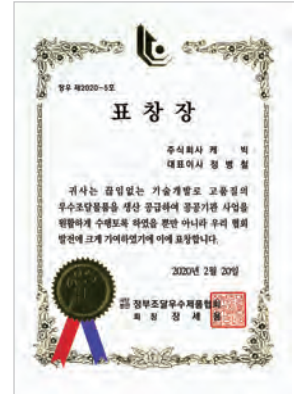 창우 제2020-5호
표 창 장
주식회사 케 빅
대표이사 정 병 철
귀사는 끊임없는 기술개발로 고품질의
우수조달물품을 생산 공급하여 공공기관 사업을
원활하게 수행토록 하였을 뿐만 아니라 우리 협회
발전에 크게 기여하였기에 이에 표창합니다.
2020년 2월 20일
정부조달우수제품협회
회 장 장 세 용